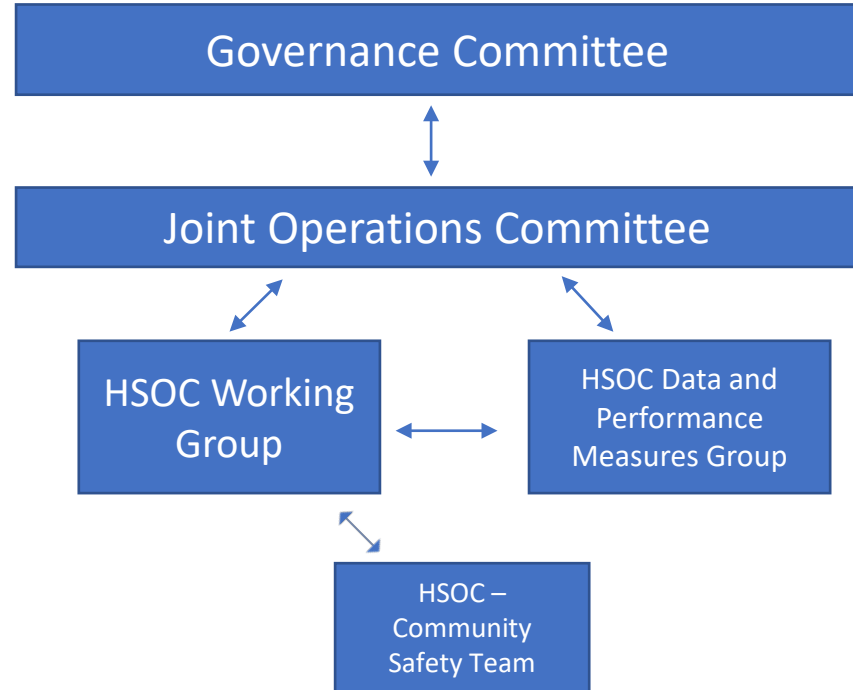 Governance Committee
Joint Operations Committee
HSOC Working
Group
HSOC Data and
Performance
Measures Group
HSOC –
Community
Safety Team